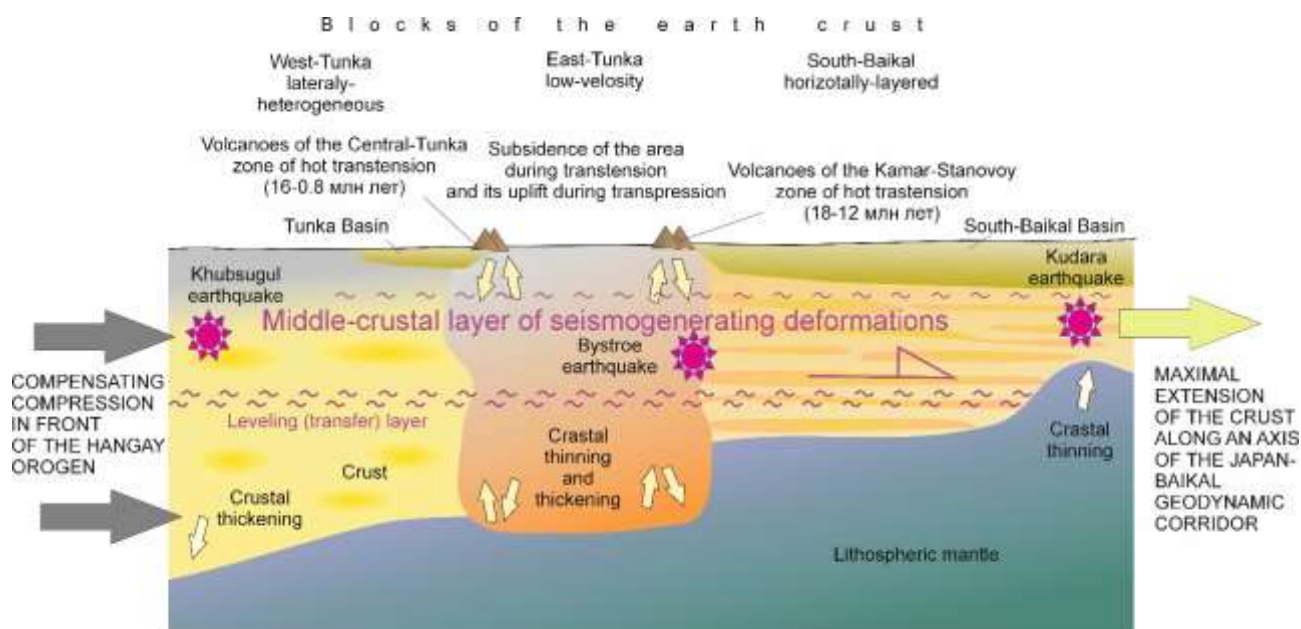 Blocks of the earth crust
West-Tunka
lateraly-
heterogeneous
East-Tunka
low-velosity
South-Baikal
horizotally-layered
Volcanoes of the Central-Tunka
zone of hot transtension
(16-0.8 млн лет)
Subsidence of the area
during transtension
and its uplift during transpression
Volcanoes of the Kamar-Stanovoy
zone of hot trastension
(18-12 млн лет)
Tunka Basin
South-Baikal Basin
Khubsugul
earthquake
Kudara
earthquake
Middle-crustal layer of seismogenerating deformations
Bystroe
earthquake
COMPENSATING
COMPRESSION
IN FRONT
OF THE HANGAY
OROGEN
MAXIMAL
EXTENSION
OF THE CRUST
ALONG AN AXIS
OF THE JAPAN-
BAIKAL
GEODYNAMIC
CORRIDOR
Leveling (transfer) layer
Crust
Crustal
thickening
Crastal
thinning
and
thickening
Crastal
thinning
Lithospheric mantle